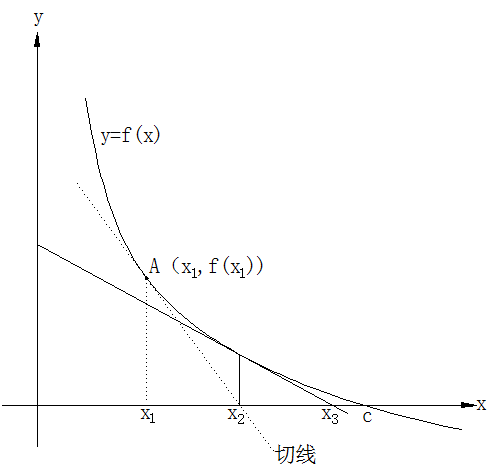 y
y=f(x)
A (x₁,f(x₁))
x₁
x₂
x₃
c
x
切线